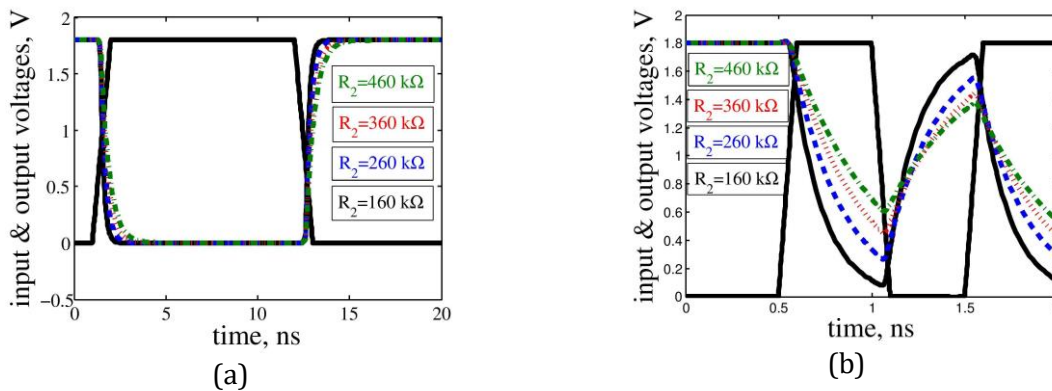 input & output voltages, V
2
1.5
1
0.5
0
−0.5
0
5
10
15
20
R2=460 kΩ
R2=360 kΩ
R2=260 kΩ
R2=160 kΩ
time, ns
(a)
input & output voltages, V
1.8
1.6
1.4
1.2
1
0.8
0.6
0.4
0.2
0
0
0.5
1
1.5
2
R2=460 kΩ
R2=360 kΩ
R2=260 kΩ
R2=160 kΩ
time, ns
(b)